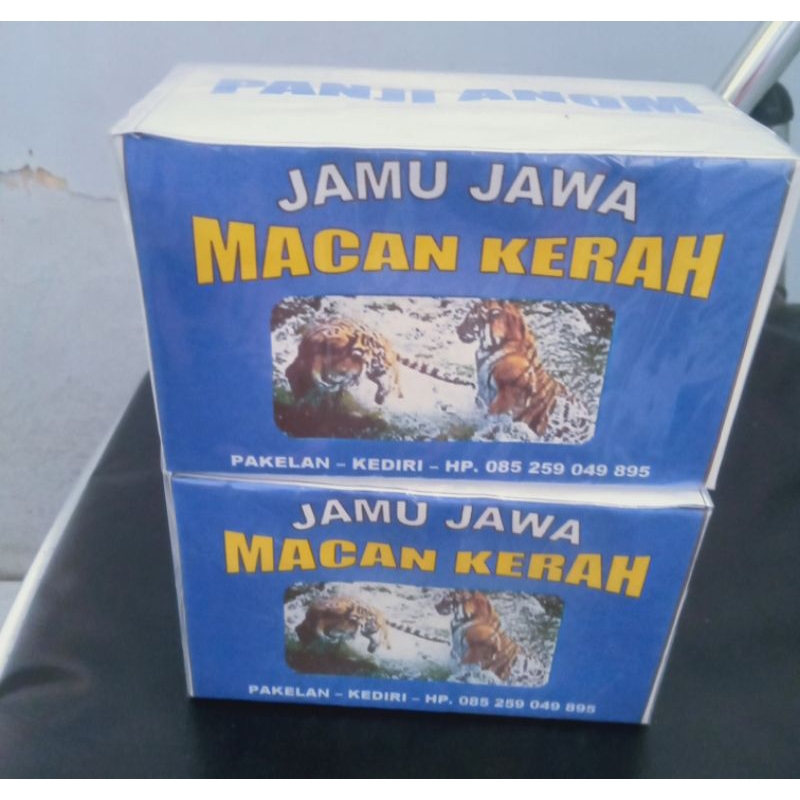 PANJI ANOM
JAMU JAWA
MACAN KERAH
PAKELAN – KEDIRI – HP. 085 259 049 895
JAMU JAWA
MACAN KERAH
PAKELAN – KEDIRI – HP. 085 259 049 895